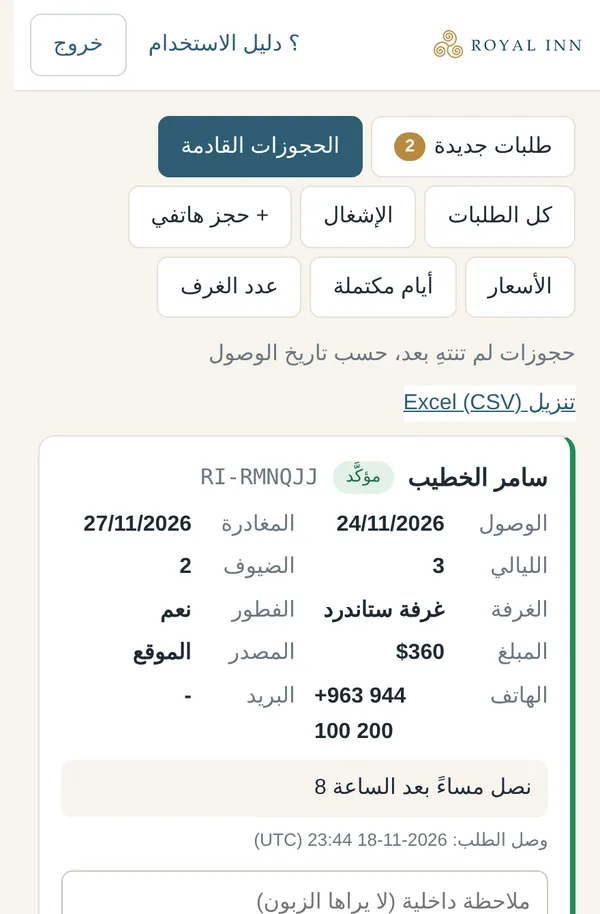 ROYAL INN
؟ دليل الاستخدام
خروج
طلبات جديدة 2
الحجوزات القادمة
كل الطلبات
الإشغال
+ حجز هاتفي
الأسعار
أيام مكتملة
عدد الغرف
حجوزات لم تنتهِ بعد، حسب تاريخ الوصول
تنزيل Excel (CSV)
سامر الخطيب مؤكَّد RI-RMNQJJ
الوصول 24/11/2026 المغادرة 27/11/2026
الليالي 3 الضيوف 2
الغرفة غرفة ستاندرد الفطور نعم
المبلغ $360 المصدر الموقع
الهاتف +963 944 البريد -
100 200
نصل مساءً بعد الساعة 8
وصل الطلب: 2026-11-18 23:44 (UTC)
ملاحظة داخلية (لا يراها الزبون)